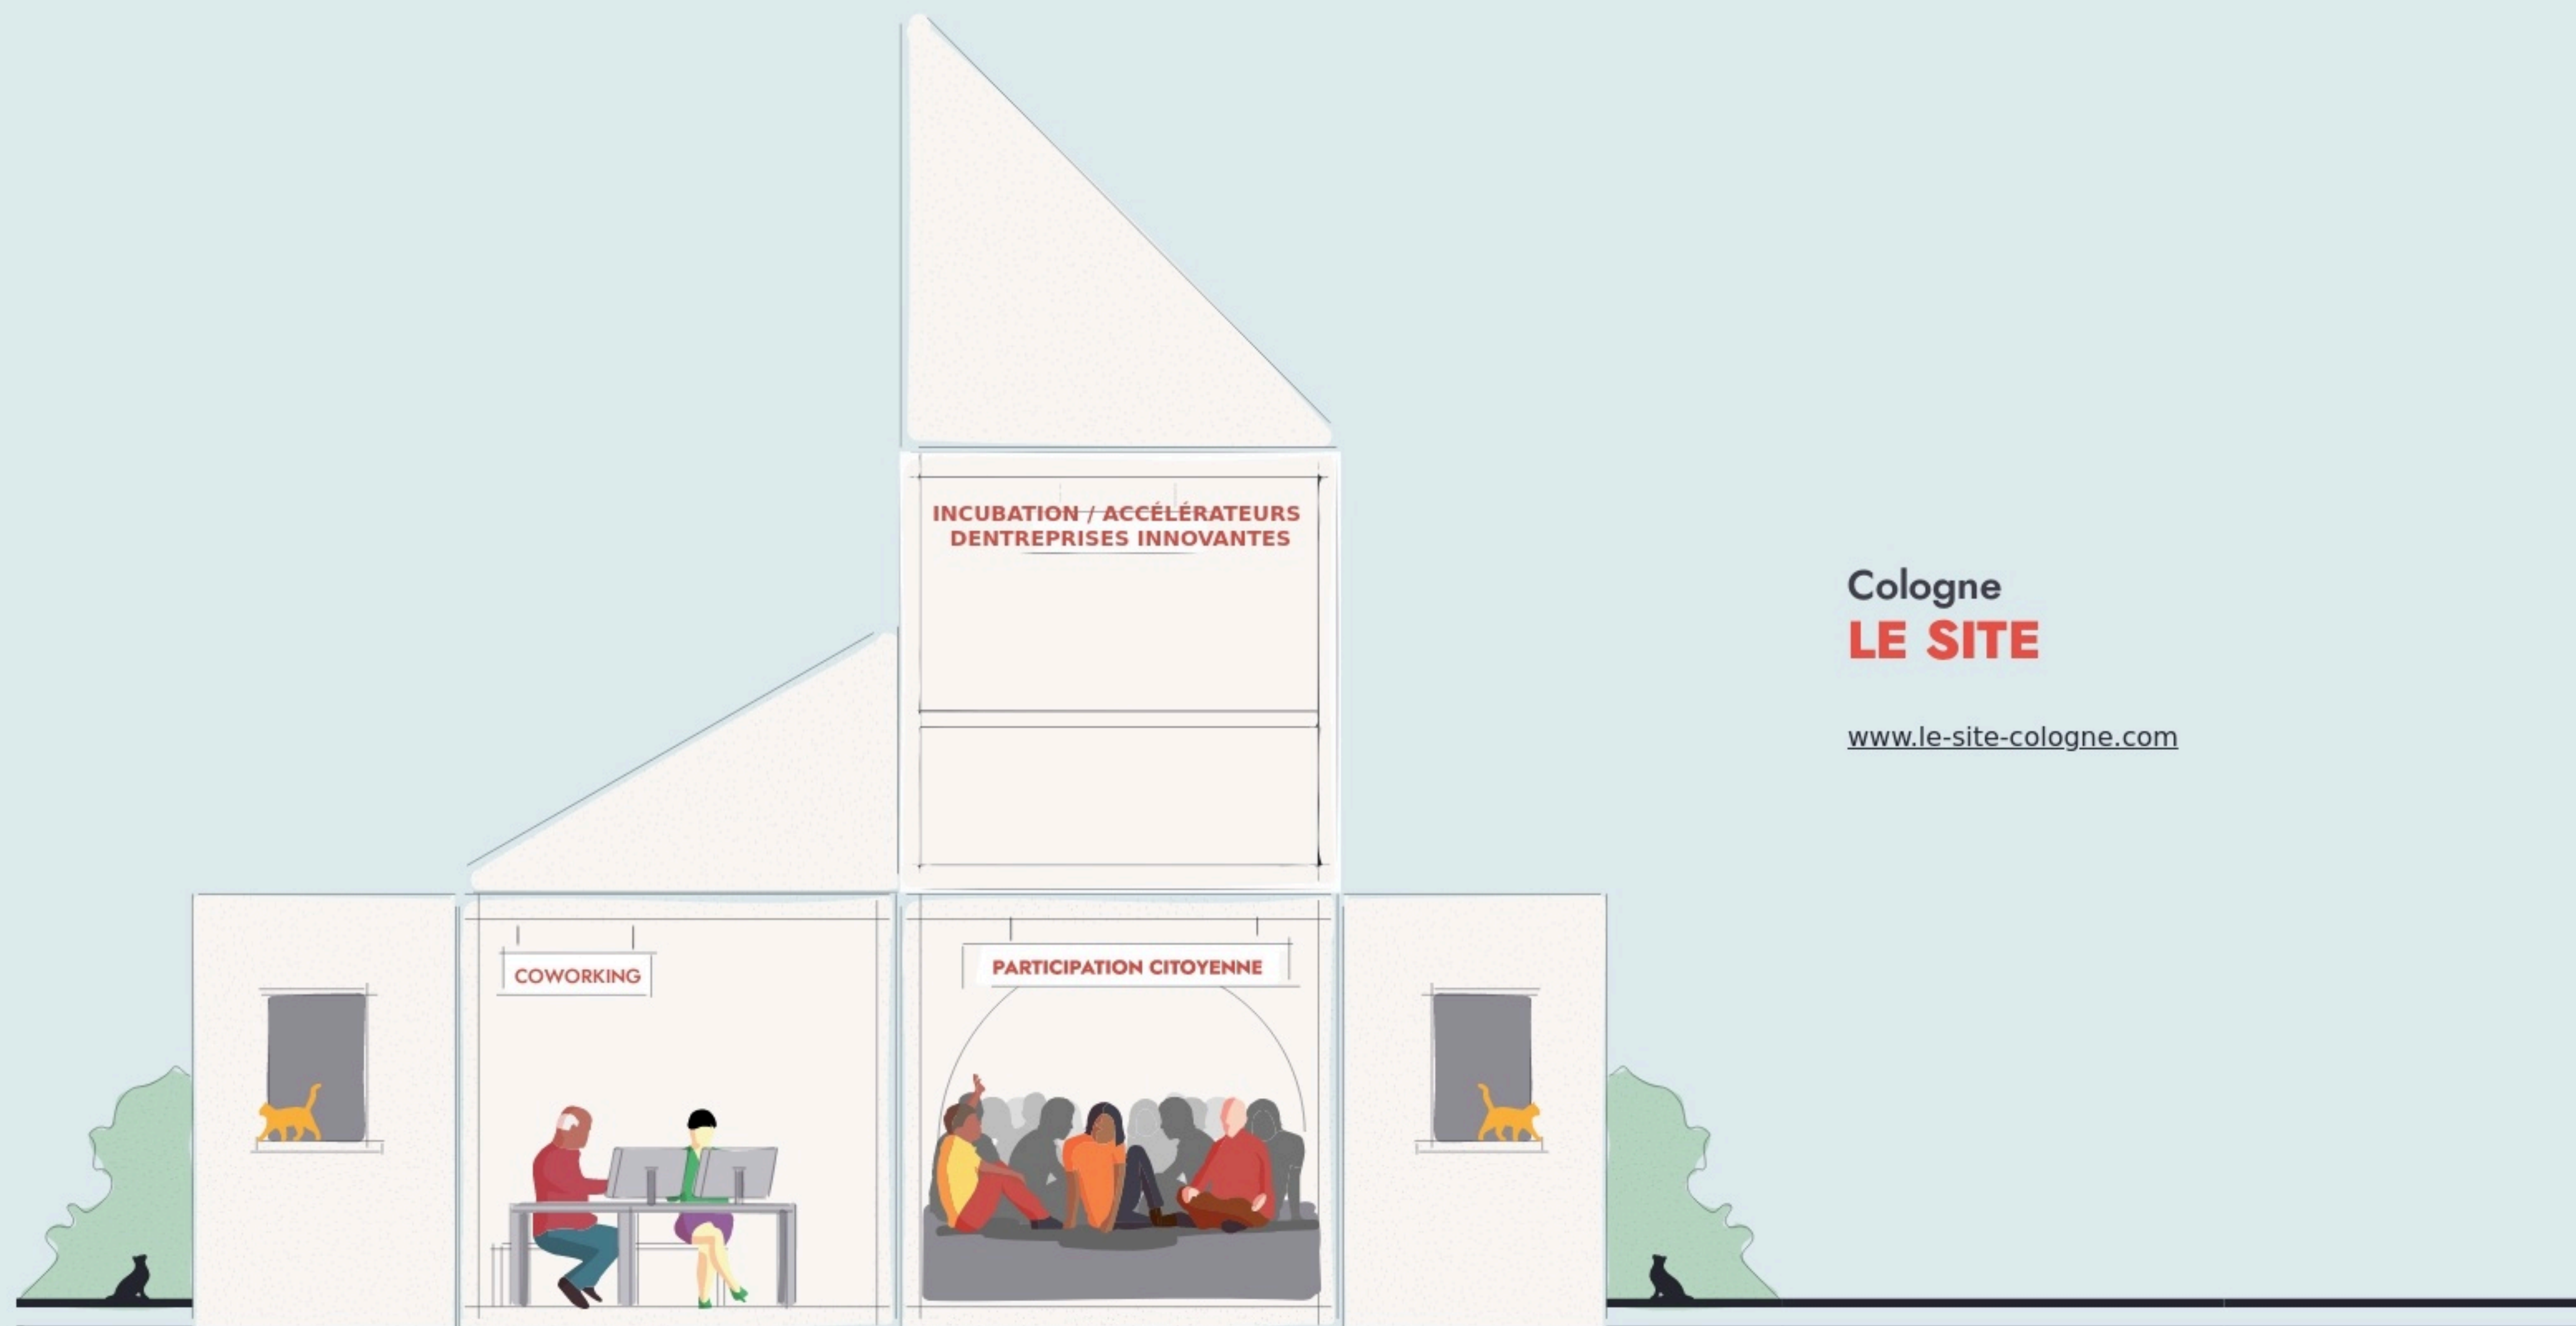 INCUBATION / ACCÉLÉRATEURS
DENTREPRISES INNOVANTES
Cologne
LE SITE
www.le-site-cologne.com
COWORKING
PARTICIPATION CITOYENNE